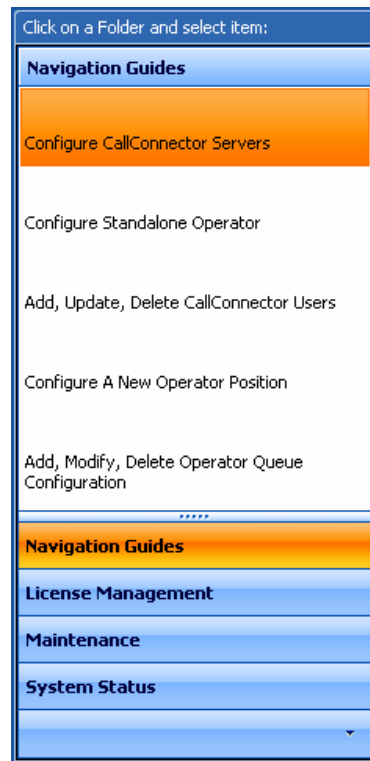 Click on a Folder and select item:
Navigation Guides
Configure CallConnector Servers
Configure Standalone Operator
Add, Update, Delete CallConnector Users
Configure A New Operator Position
Add, Modify, Delete Operator Queue
Configuration
Navigation Guides
License Management
Maintenance
System Status